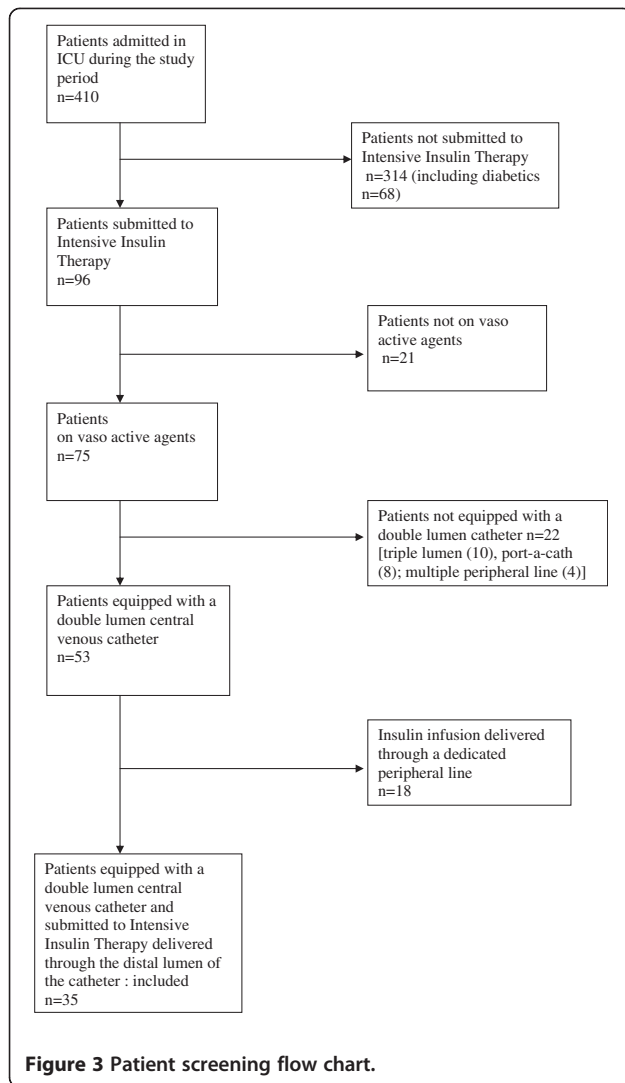 Patients admitted in
ICU during the study
period
n=410
Patients not submitted to
Intensive Insulin Therapy
n=314 (including diabetics
n=68)
Patients submitted to
Intensive Insulin
Therapy
n=96
Patients not on vaso
active agents
n=21
Patients
on vaso active agents
n=75
Patients not equipped with a
double lumen catheter n=22
[triple lumen (10), port-a-cath
(8); multiple peripheral line (4)]
Patients equipped with a
double lumen central
venous catheter
n=53
Insulin infusion delivered
through a dedicated
peripheral line
n=18
Patients equipped with a
double lumen central
venous catheter and
submitted to Intensive
Insulin Therapy delivered
through the distal lumen of
the catheter : included
n=35
Figure 3 Patient screening flow chart.